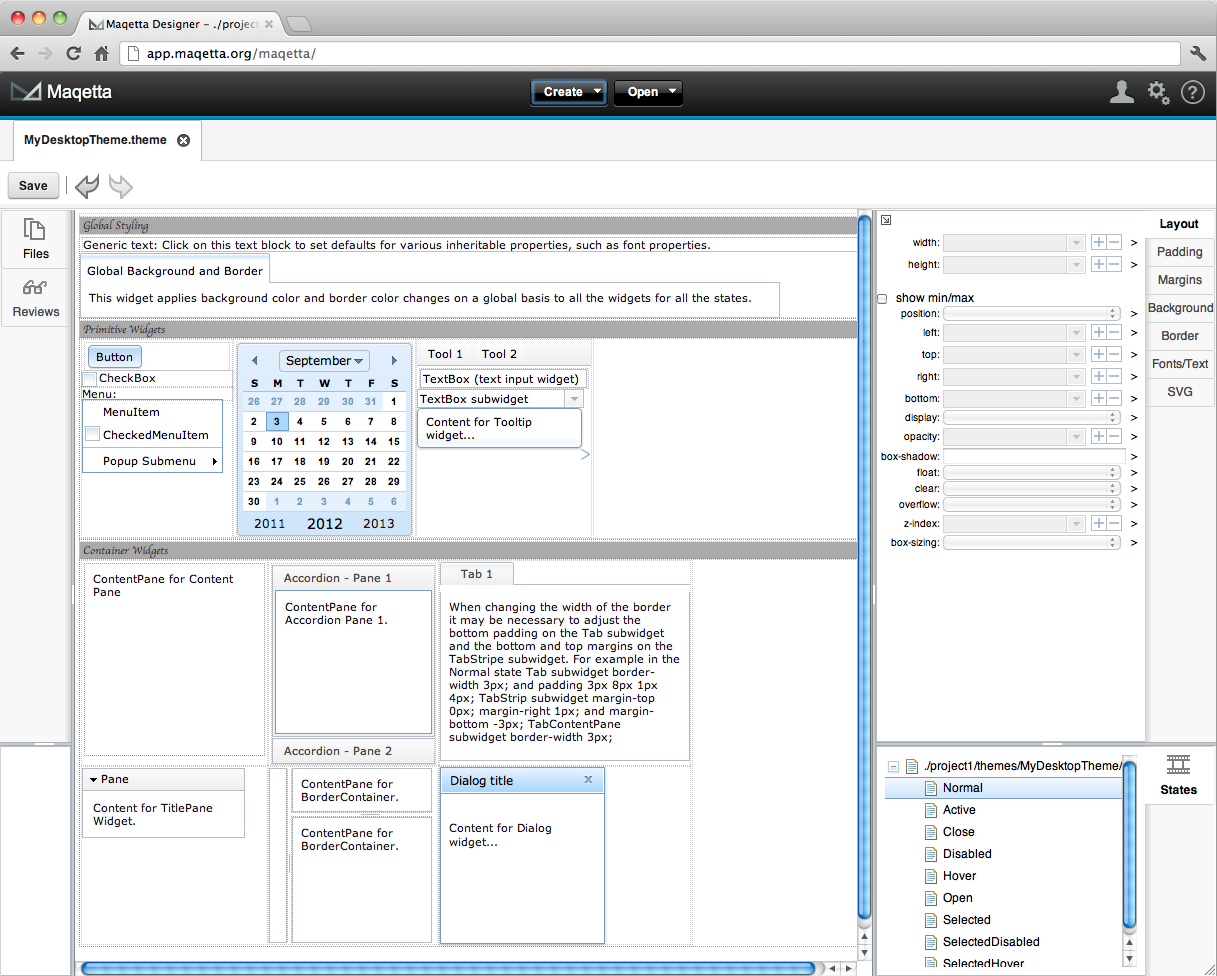 Maqetta Designer – ./project
app.maqetta.org/maqetta/
Maqetta
Create
Open
MyDesktopTheme.theme
Save
Files
Reviews
Global Styling
Generic text: Click on this text block to set defaults for various inheritable properties, such as font properties.
Global Background and Border
This widget applies background color and border color changes on a global basis to all the widgets for all the states.
Primitive Widgets
Button
CheckBox
Menu:
MenuItem
CheckedMenuItem
Popup Submenu
September
S M T W T F S
26 27 28 29 30 31 1
2 3 4 5 6 7 8
9 10 11 12 13 14 15
16 17 18 19 20 21 22
23 24 25 26 27 28 29
30 1 2 3 4 5 6
2011 2012 2013
Tool 1 Tool 2
TextBox (text input widget)
TextBox subwidget
Content for Tooltip
widget...
Container Widgets
ContentPane for Content
Pane
Accordion - Pane 1
ContentPane for
Accordion Pane 1.
Accordion - Pane 2
Tab 1
When changing the width of the border
it may be necessary to adjust the
bottom padding on the Tab subwidget
and the bottom and top margins on the
TabStripe subwidget. For example in the
Normal state Tab subwidget border-
width 3px; and padding 3px 8px 1px
4px; TabStrip subwidget margin-top
0px; margin-right 1px; and margin-
bottom -3px; TabContentPane
subwidget border-width 3px;
Pane
Content for TitlePane
Widget.
ContentPane for
BorderContainer.
ContentPane for
BorderContainer.
Dialog title
Content for Dialog
widget...
width: >
height: >
show min/max
position: >
left: >
top: >
right: >
bottom: >
display: >
opacity: >
box-shadow: >
float: >
clear: >
overflow: >
z-index: >
box-sizing: >
Layout
Padding
Margins
Background
Border
Fonts/Text
SVG
./project1/themes/MyDesktopTheme/
Normal
Active
Close
Disabled
Hover
Open
Selected
SelectedDisabled
SelectedHover
States